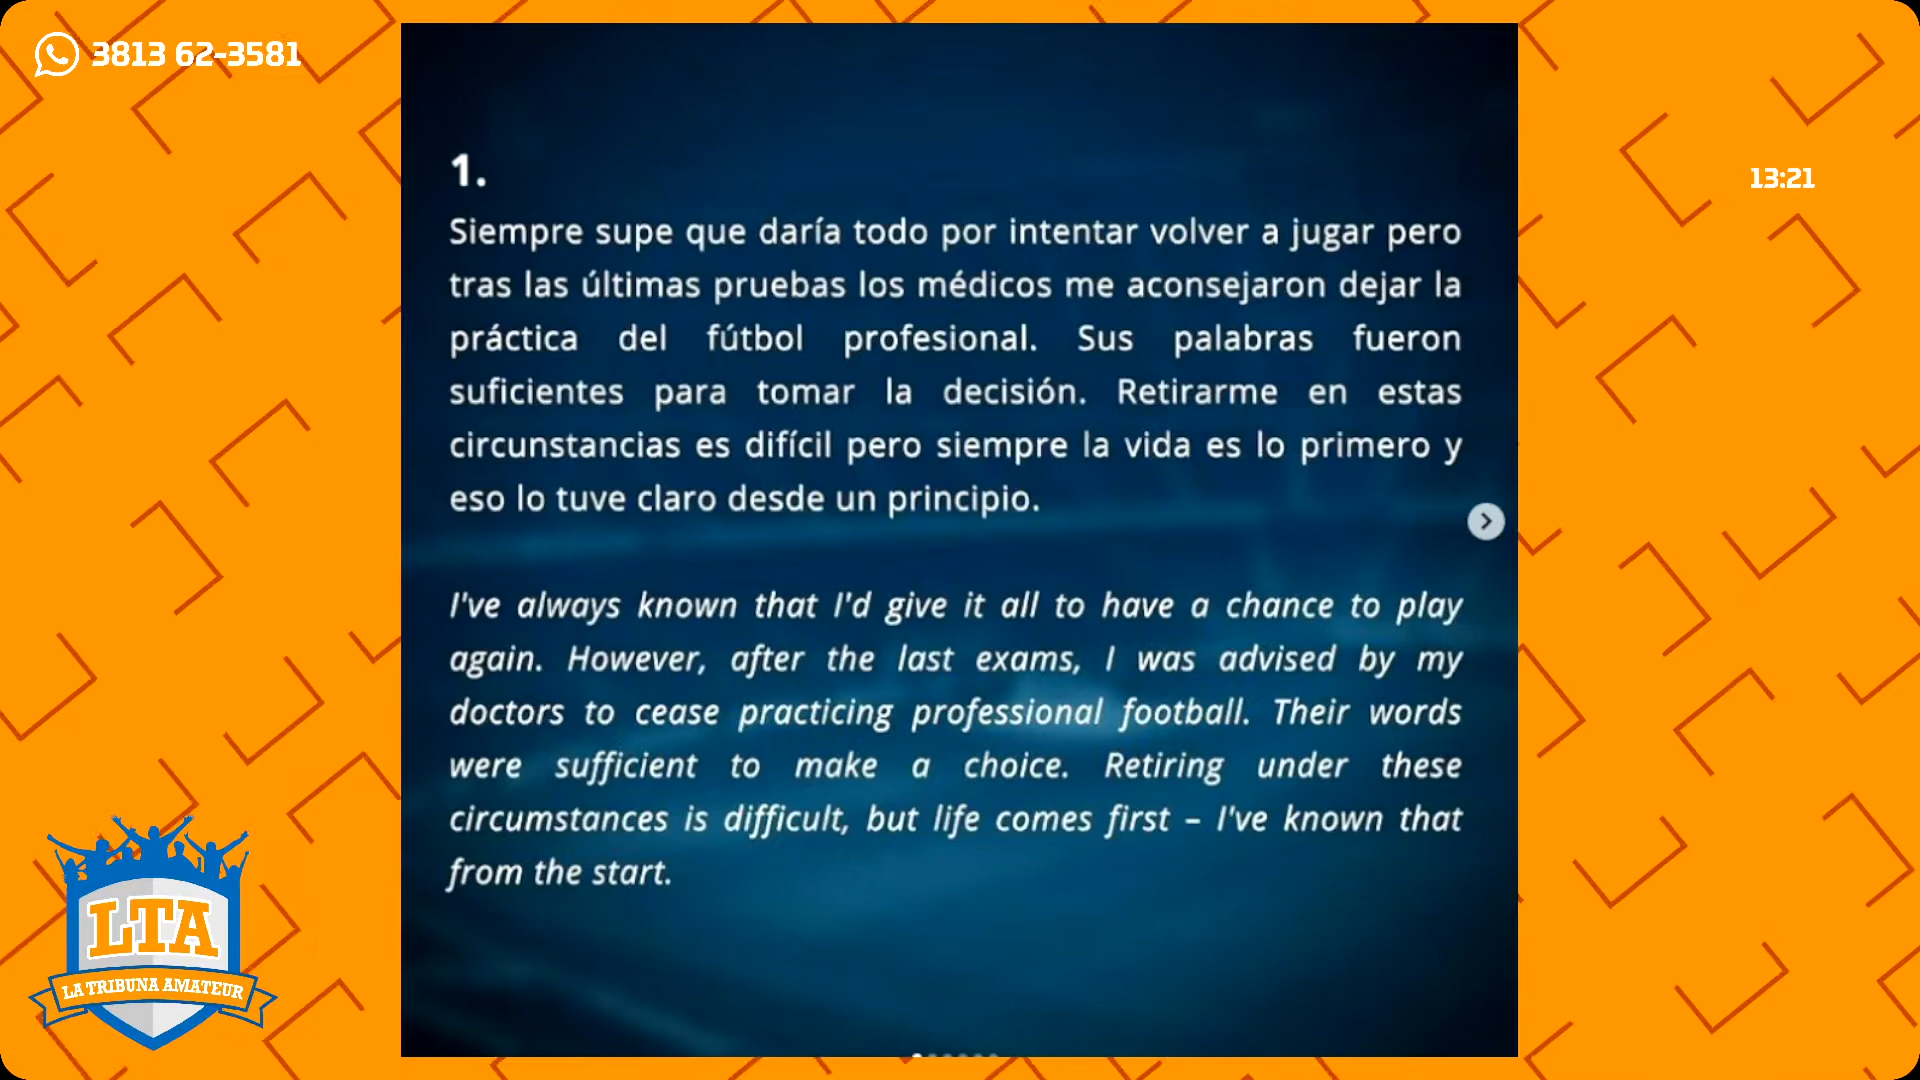 3813 62-3581
13:21
1.
Siempre supe que daría todo por intentar volver a jugar pero
tras las últimas pruebas los médicos me aconsejaron dejar la
práctica del fútbol profesional. Sus palabras fueron
suficientes para tomar la decisión. Retirarme en estas
circunstancias es difícil pero siempre la vida es lo primero y
eso lo tuve claro desde un principio.
I've always known that I'd give it all to have a chance to play
again. However, after the last exams, I was advised by my
doctors to cease practicing professional football. Their words
were sufficient to make a choice. Retiring under these
circumstances is difficult, but life comes first – I've known that
from the start.
LTA
LA TRIBUNA AMATEUR